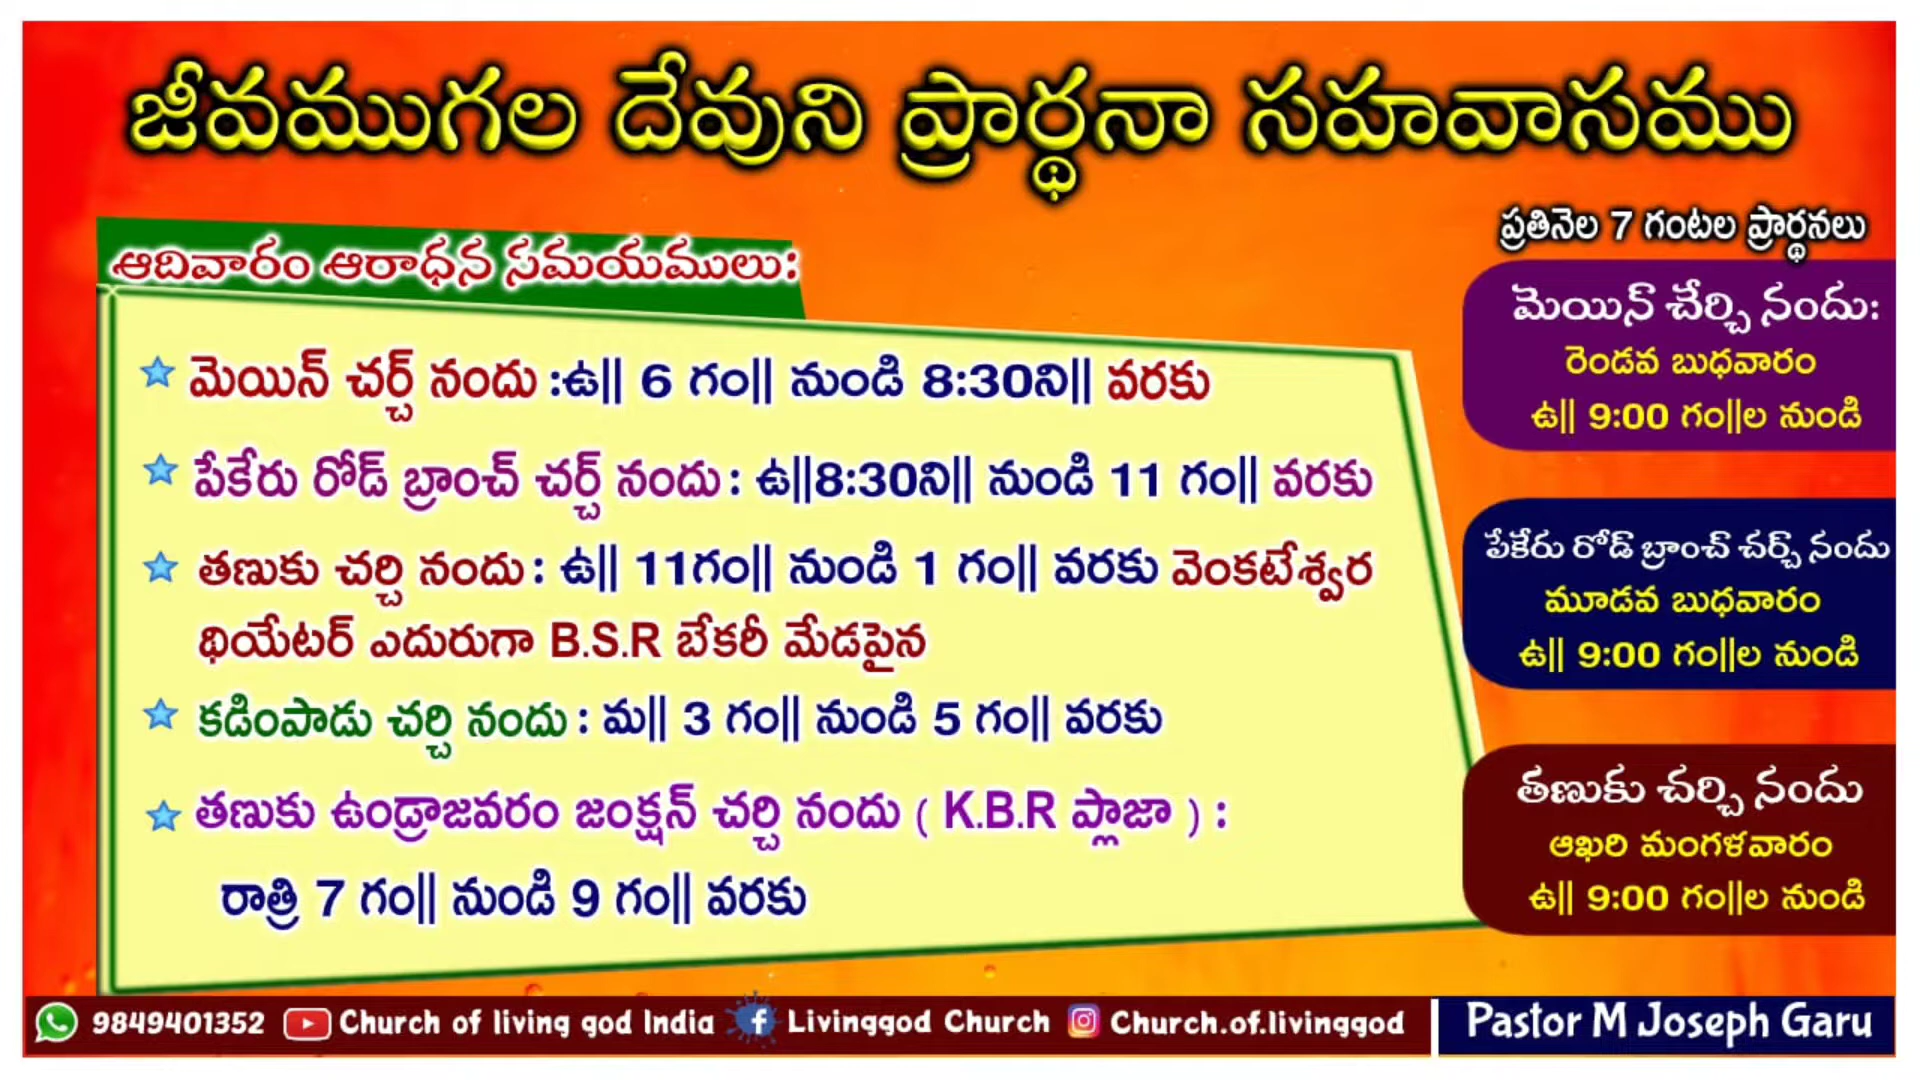 జీవముగల దేవుని ప్రార్థనా సహవాసము
ఆదివారం ఆరాధన సమయములు:
మెయిన్ చర్చ్ నందు :ఉ|| 6 గం|| నుండి 8:30ని|| వరకు
పేకేరు రోడ్ బ్రాంచ్ చర్చ్ నందు : ఉ||8:30ని|| నుండి 11 గం|| వరకు
తణుకు చర్చి నందు : ఉ|| 11గం|| నుండి 1 గం|| వరకు వెంకటేశ్వర
థియేటర్ ఎదురుగా B.S.R బేకరీ మేడపైన
కడింపాడు చర్చి నందు : మ|| 3 గం|| నుండి 5 గం|| వరకు
తణుకు ఉండ్రాజవరం జంక్షన్ చర్చి నందు ( K.B.R ప్లాజా ) :
రాత్రి 7 గం|| నుండి 9 గం|| వరకు
ప్రతినెల 7 గంటల ప్రార్థనలు
మెయిన్ చేర్చి నందు:
రెండవ బుధవారం
ఉ|| 9:00 గం||ల నుండి
పేకేరు రోడ్ బ్రాంచ్ చర్చ్ నందు
మూడవ బుధవారం
ఉ|| 9:00 గం||ల నుండి
తణుకు చర్చి నందు
ఆఖరి మంగళవారం
ఉ|| 9:00 గం||ల నుండి
9849401352 Church of living god India Livinggod Church Church.of.livinggod Pastor M Joseph Garu